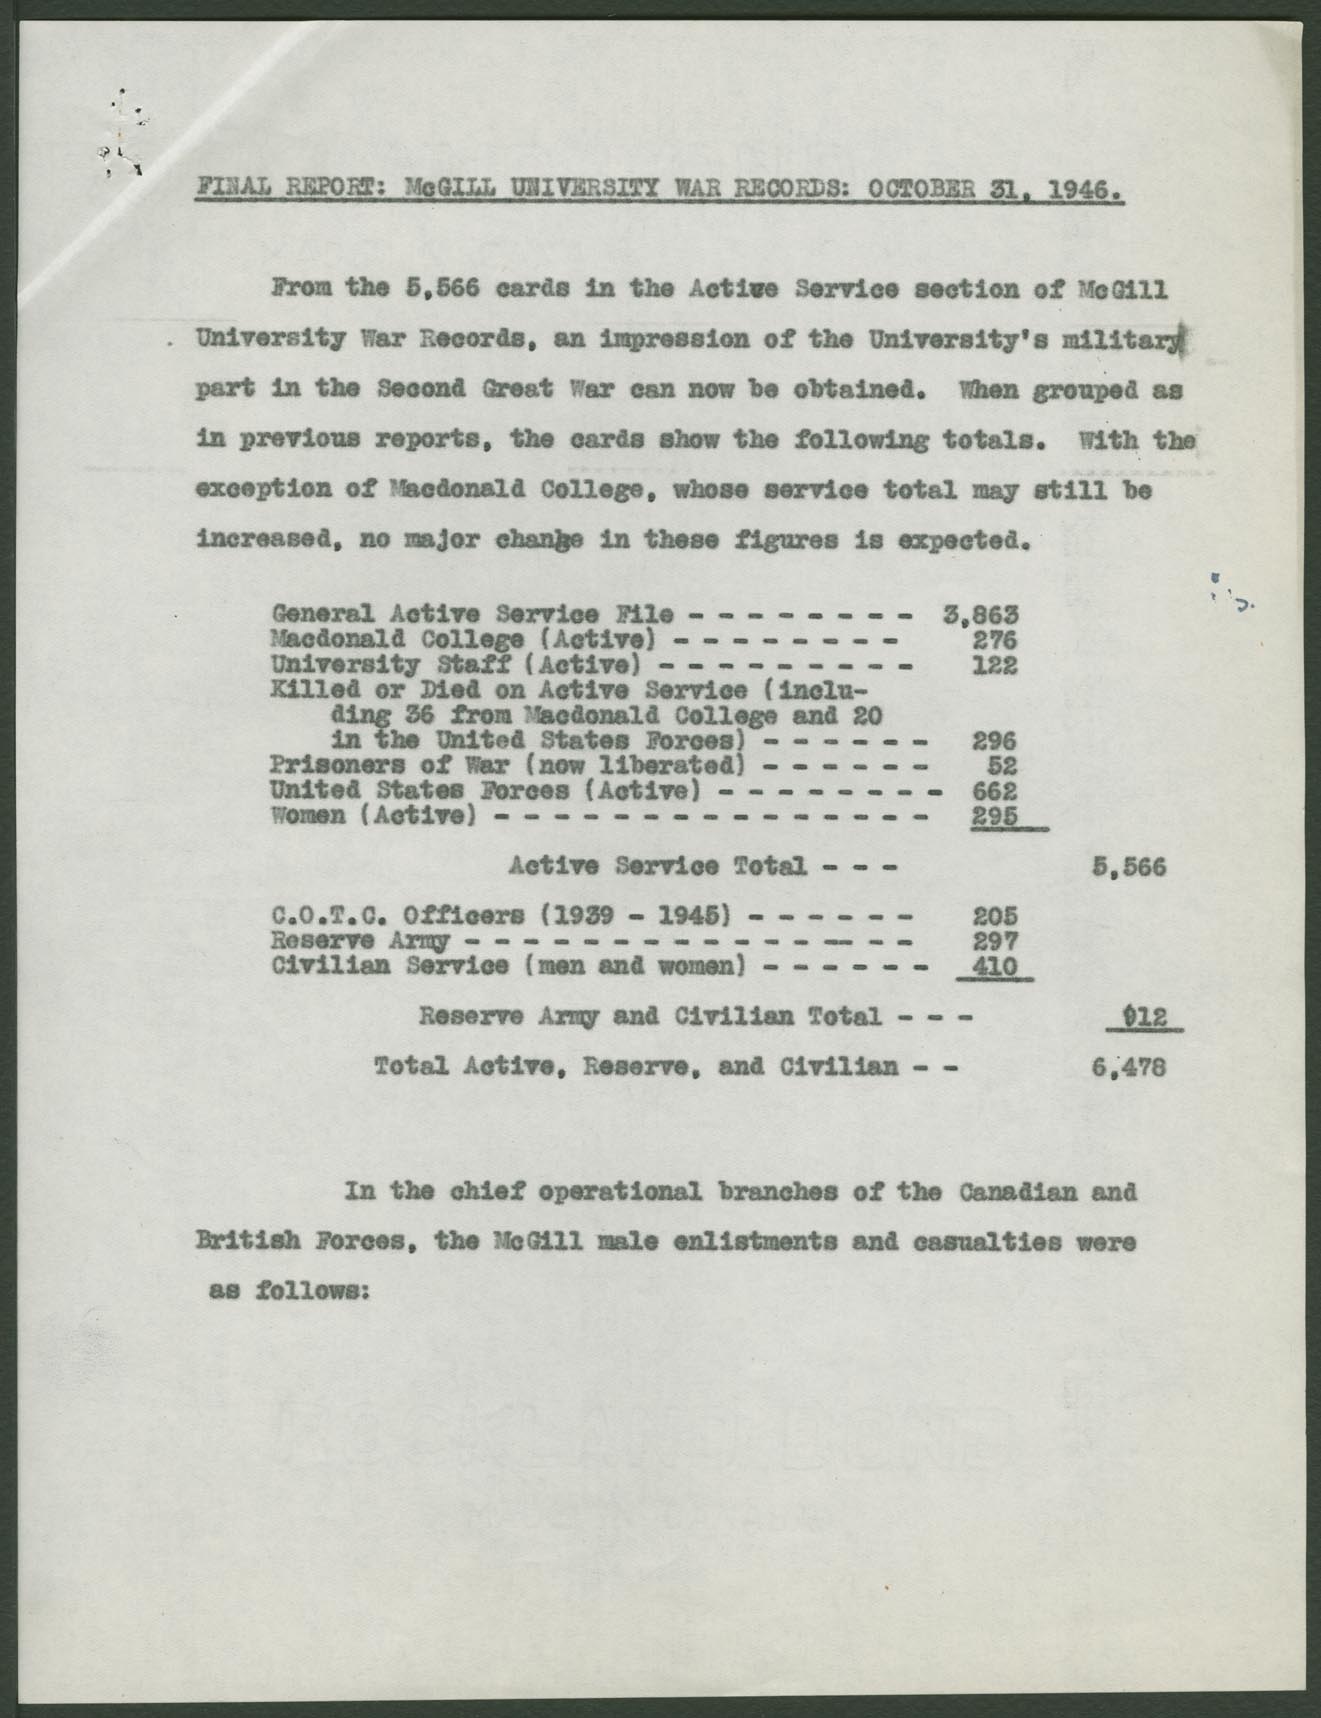 FINAL REPORT: McGILL UNIVERSITY WAR RECORDS: OCTOBER 31, 1946.
From the 5,566 cards in the Active Service section of McGill
University War Records, an impression of the University's military
part in the Second Great War can now be obtained. When grouped as
in previous reports, the cards show the following totals. With the
exception of Macdonald College, whose service total may still be
increased, no major change in these figures is expected.
General Active Service File - - - - - - - - 3,863
Macdonald College (Active) - - - - - - - - 276
University Staff (Active) - - - - - - - - - 122
Killed or Died on Active Service (inclu-
ding 36 from Macdonald College and 20
in the United States Forces) - - - - - - 296
Prisoners of War (now liberated) - - - - - - 52
United States Forces (Active) - - - - - - - - 662
Women (Active) - - - - - - - - - - - - - - - 295
Active Service Total - - - 5,566
C.O.T.C. Officers (1939 - 1945) - - - - - - 205
Reserve Army - - - - - - - - - - - - - - - - 297
Civilian Service (men and women) - - - - - - 410
Reserve Army and Civilian Total - - - 912
Total Active, Reserve, and Civilian - - 6,478
In the chief operational branches of the Canadian and
British Forces, the McGill male enlistments and casualties were
as follows: